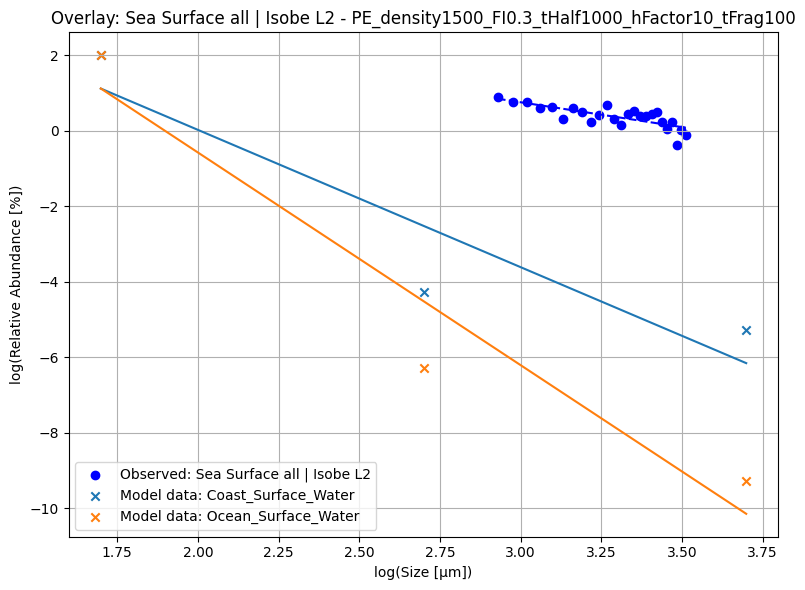 Overlay: Sea Surface all | Isobe L2 - PE_density1500_FI0.3_tHalf1000_hFactor10_tFrag100
log(Relative Abundance [%])
2
0
−2
−4
−6
−8
−10
Observed: Sea Surface all | Isobe L2
Model data: Coast_Surface_Water
Model data: Ocean_Surface_Water
1.75 2.00 2.25 2.50 2.75 3.00 3.25 3.50 3.75
log(Size [μm])